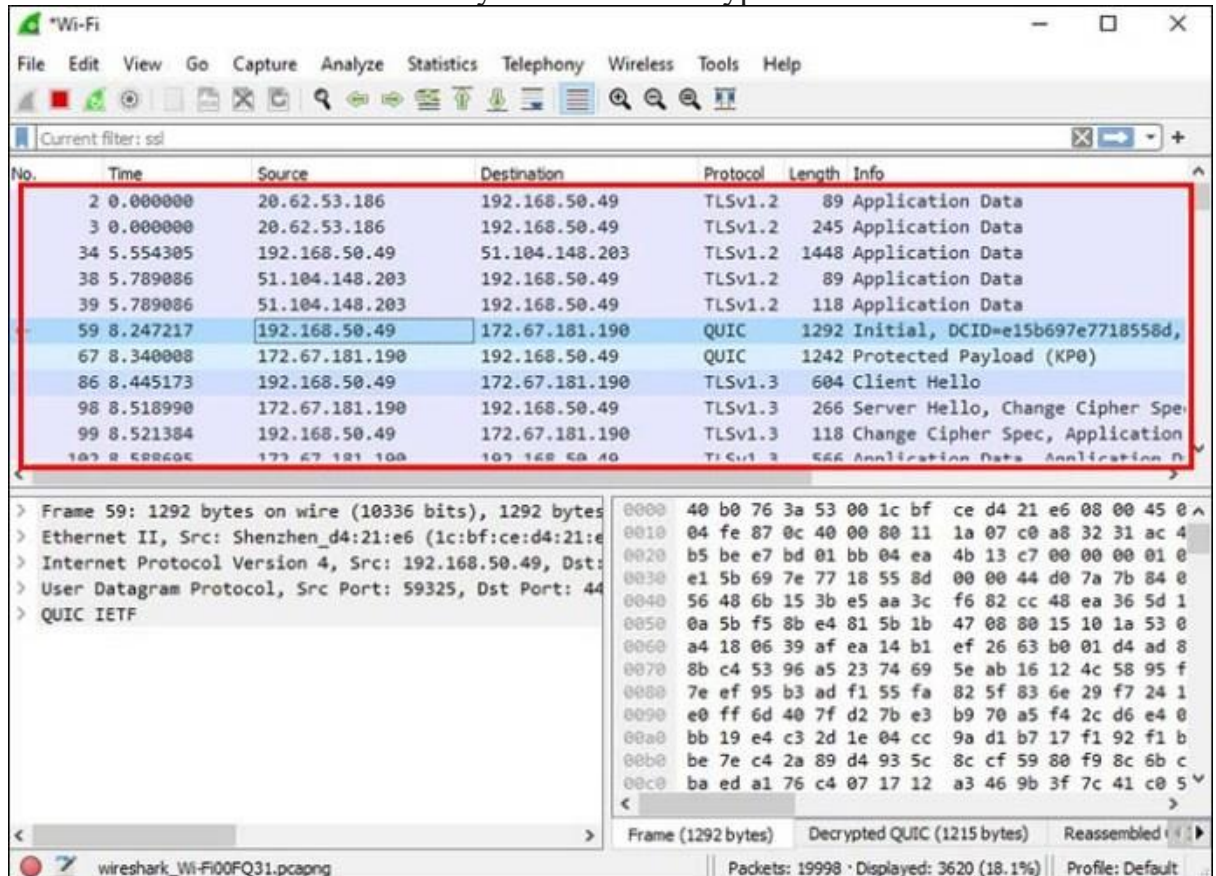 *Wi-Fi
File Edit View Go Capture Analyze Statistics Telephony Wireless Tools Help
Current filter: ssl
No. Time Source Destination Protocol Length Info
2 0.000000 20.62.53.186 192.168.50.49 TLSv1.2 89 Application Data
3 0.000000 20.62.53.186 192.168.50.49 TLSv1.2 245 Application Data
34 5.554305 192.168.50.49 51.104.148.203 TLSv1.2 1448 Application Data
38 5.789086 51.104.148.203 192.168.50.49 TLSv1.2 89 Application Data
39 5.789086 51.104.148.203 192.168.50.49 TLSv1.2 118 Application Data
59 8.247217 192.168.50.49 172.67.181.190 QUIC 1292 Initial, DCID=e15b697e7718558d,
67 8.340008 172.67.181.190 192.168.50.49 QUIC 1242 Protected Payload (KP0)
86 8.445173 192.168.50.49 172.67.181.190 TLSv1.3 604 Client Hello
98 8.518990 172.67.181.190 192.168.50.49 TLSv1.3 266 Server Hello, Change Cipher Spe
99 8.521384 192.168.50.49 172.67.181.190 TLSv1.3 118 Change Cipher Spec, Application
102 8.588695 172.67.181.190 192.168.50.49 TLSv1.3 566 Application Data, Application D
Frame 59: 1292 bytes on wire (10336 bits), 1292 bytes
Ethernet II, Src: Shenzhen_d4:21:e6 (1c:bf:ce:d4:21:e
Internet Protocol Version 4, Src: 192.168.50.49, Dst:
User Datagram Protocol, Src Port: 59325, Dst Port: 44
QUIC IETF
0000 40 b0 76 3a 53 00 1c bf ce d4 21 e6 08 00 45 0
0010 04 fe 87 0c 40 00 80 11 1a 07 c0 a8 32 31 ac 4
0020 b5 be e7 bd 01 bb 04 ea 4b 13 c7 00 00 00 01 0
0030 e1 5b 69 7e 77 18 55 8d 00 00 44 d0 7a 7b 84 0
0040 56 48 6b 15 3b e5 aa 3c f6 82 cc 48 ea 36 5d 1
0050 0a 5b f5 8b e4 81 5b 1b 47 08 80 15 10 1a 53 0
0060 a4 18 06 39 af ea 14 b1 ef 26 63 b0 01 d4 ad 8
0070 8b c4 53 96 a5 23 74 69 5e ab 16 12 4c 58 95 f
0080 7e ef 95 b3 ad f1 55 fa 82 5f 83 6e 29 f7 24 1
0090 e0 ff 6d 40 7f d2 7b e3 b9 70 a5 f4 2c d6 e4 0
00a0 bb 19 e4 c3 2d 1e 04 cc 9a d1 b7 17 f1 92 f1 b
00b0 be 7e c4 2a 89 d4 93 5c 8c cf 59 80 f9 8c 6b c
00c0 ba ed a1 76 c4 07 17 12 a3 46 9b 3f 7c 41 c0 5
Frame (1292 bytes) Decrypted QUIC (1215 bytes) Reassembled
wireshark_Wi-Fi00FQ31.pcapng Packets: 19998 · Displayed: 3620 (18.1%) Profile: Default